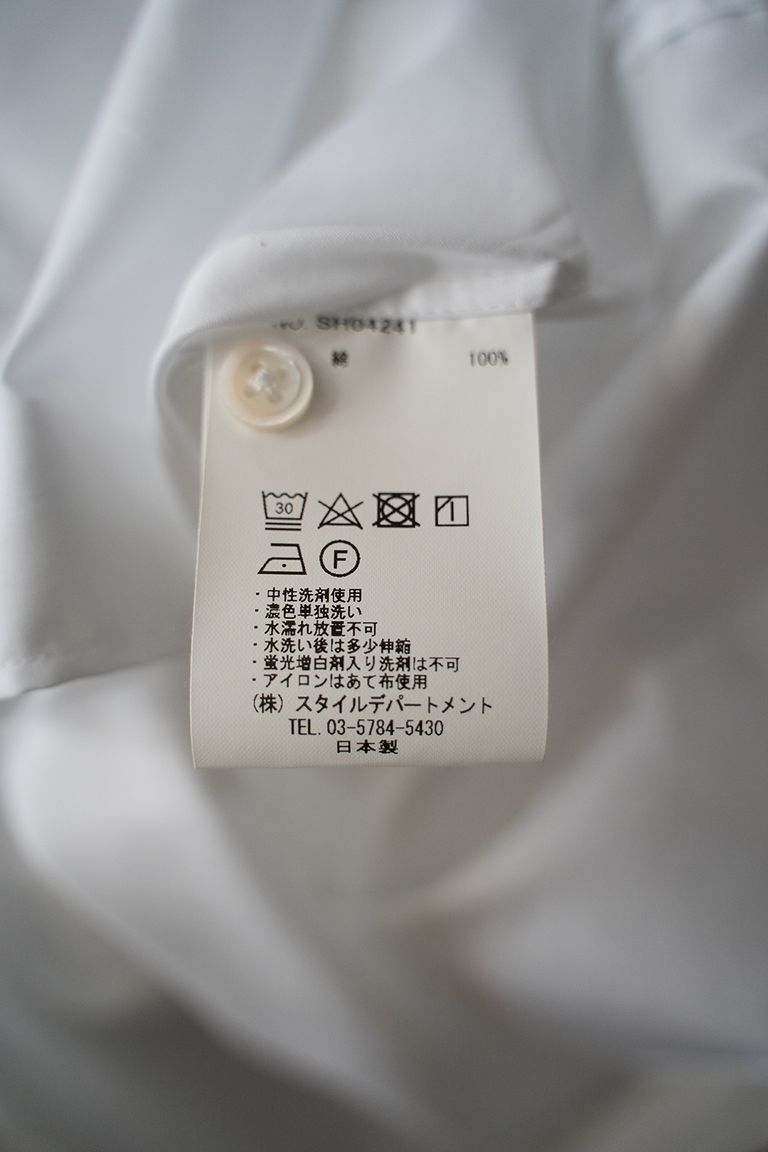 NO. SH04241
綿 100%
30
F
・中性洗剤使用
・濃色単独洗い
・水濡れ放置不可
・水洗い後は多少伸縮
・蛍光増白剤入り洗剤は不可
・アイロンはあて布使用
(株) スタイルデパートメント
TEL. 03-5784-5430
日本製